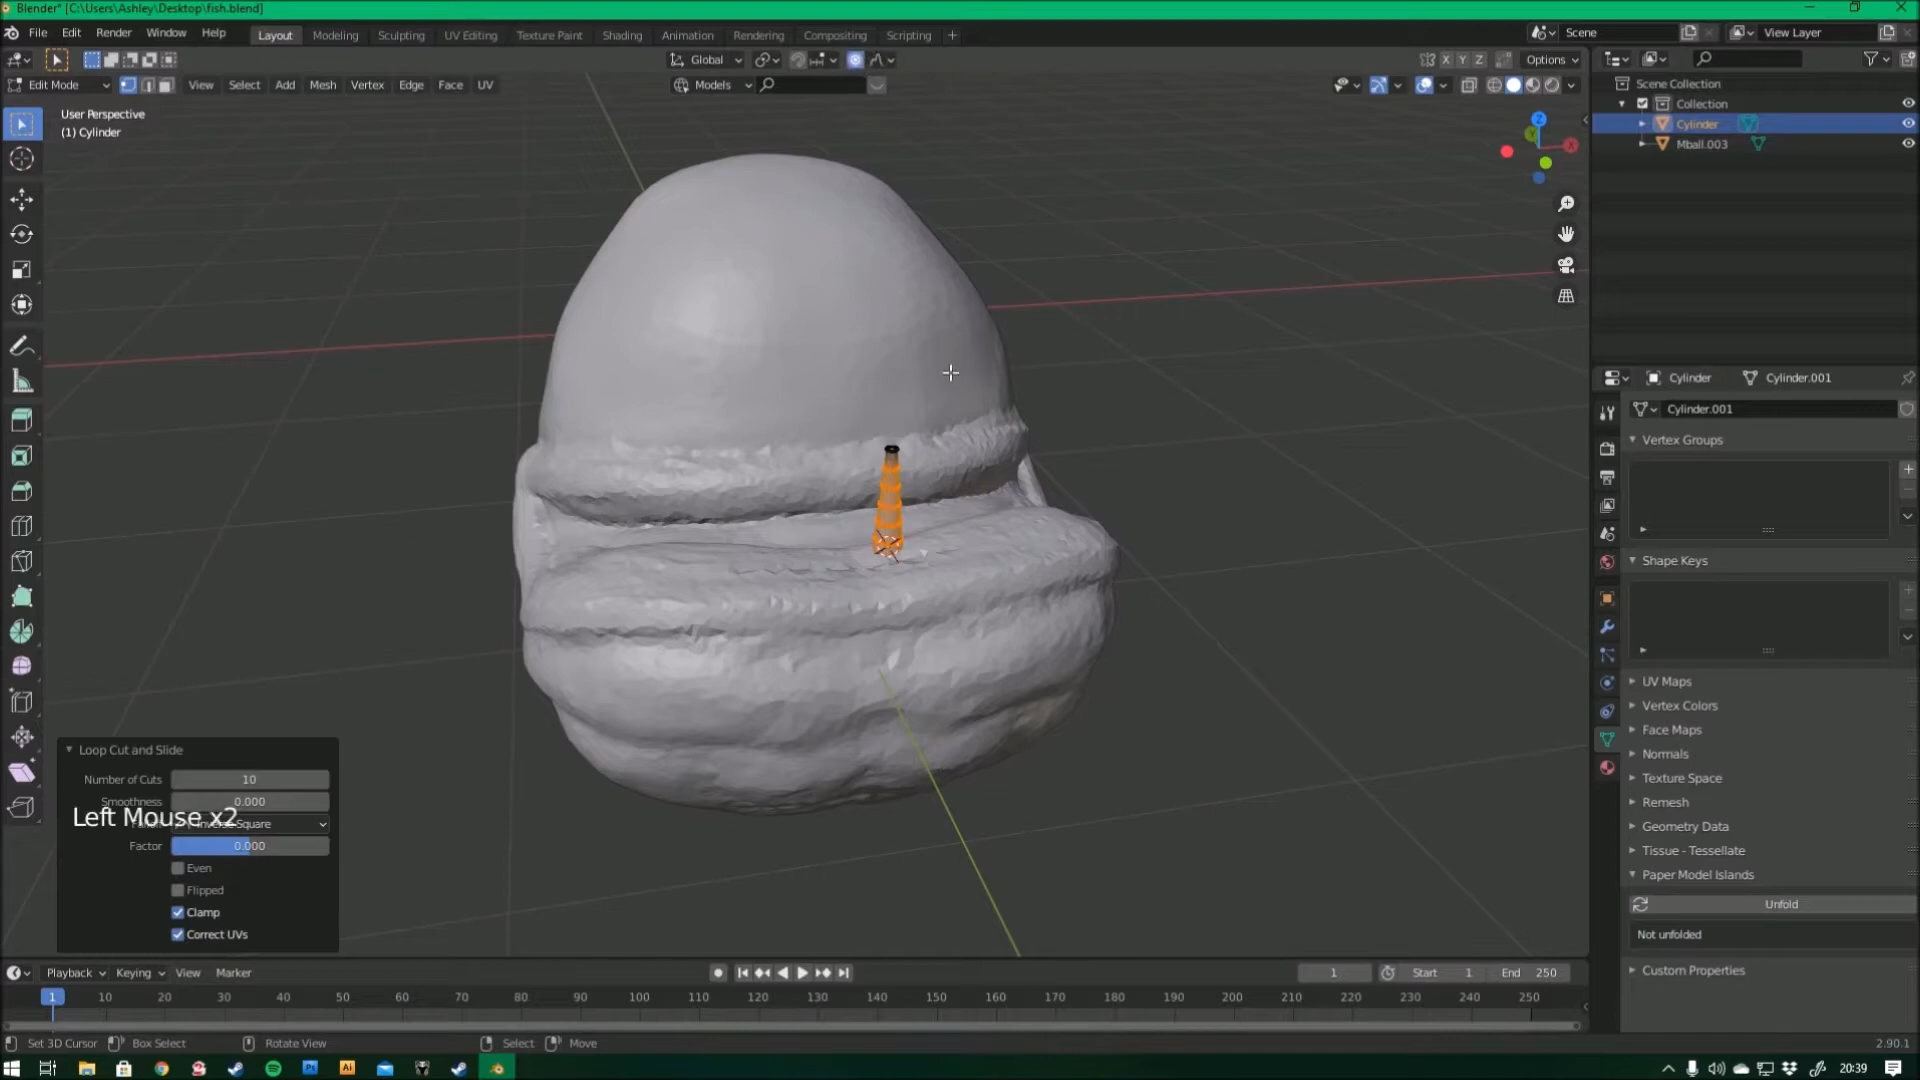 Blender* [C:\Users\Ashley\Desktop\fish.blend]
File Edit Render Window Help Layout Modeling Sculpting UV Editing Texture Paint Shading Animation Rendering Compositing Scripting + Scene View Layer
Global X Y Z Options
Edit Mode View Select Add Mesh Vertex Edge Face UV Models
User Perspective
(1) Cylinder
Z
Y
X
Scene Collection
Collection
Cylinder
Mball.003
Cylinder Cylinder.001
Cylinder.001
Vertex Groups
Shape Keys
UV Maps
Vertex Colors
Face Maps
Normals
Texture Space
Remesh
Geometry Data
Tissue - Tessellate
Paper Model Islands
Unfold
Not unfolded
Custom Properties
Loop Cut and Slide
Number of Cuts 10
Smoothness 0.000
Left Mouse x2
Inverse Square
Factor 0.000
Even
Flipped
Clamp
Correct UVs
Playback Keying View Marker 1 Start 1 End 250
1 10 20 30 40 50 60 70 80 90 100 110 120 130 140 150 160 170 180 190 200 210 220 230 240 250
Set 3D Cursor Box Select Rotate View Select Move 2.90.1
Ps Ai 20:39